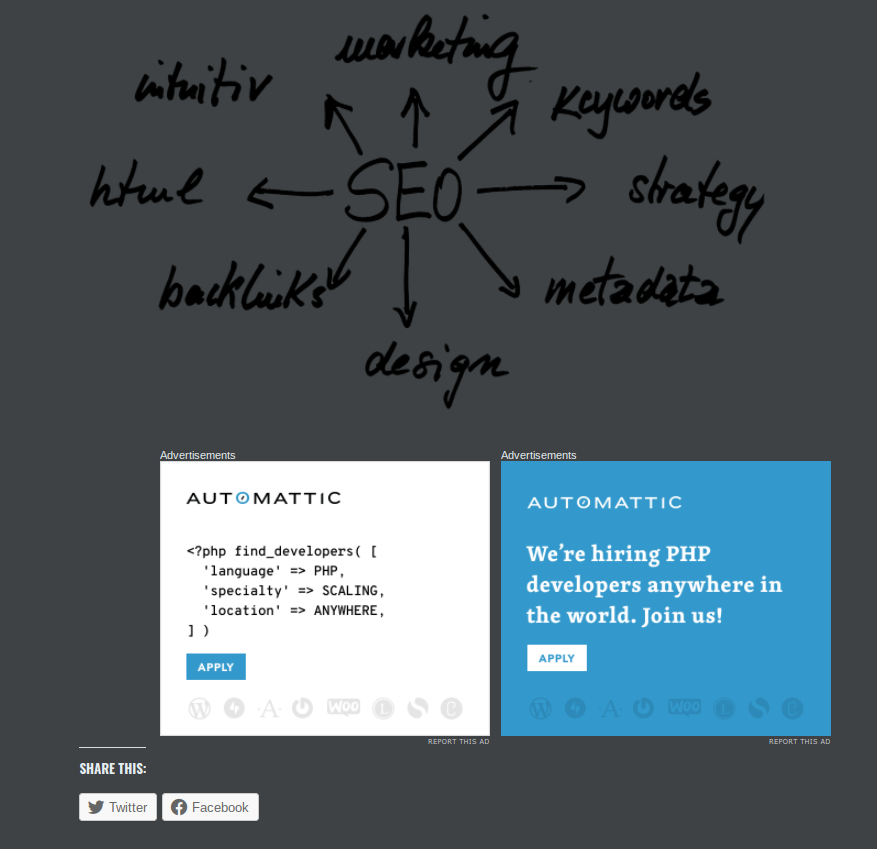 marketing
intuitiv
keywords
html
SEO
strategy
backlinks
metadata
design
Advertisements
AUTOMATTIC
<?php find_developers( [
'language' => PHP,
'specialty' => SCALING,
'location' => ANYWHERE,
] )
APPLY
WOO
REPORT THIS AD
Advertisements
AUTOMATTIC
We're hiring PHP
developers anywhere in
the world. Join us!
APPLY
WOO
REPORT THIS AD
SHARE THIS:
Twitter
Facebook